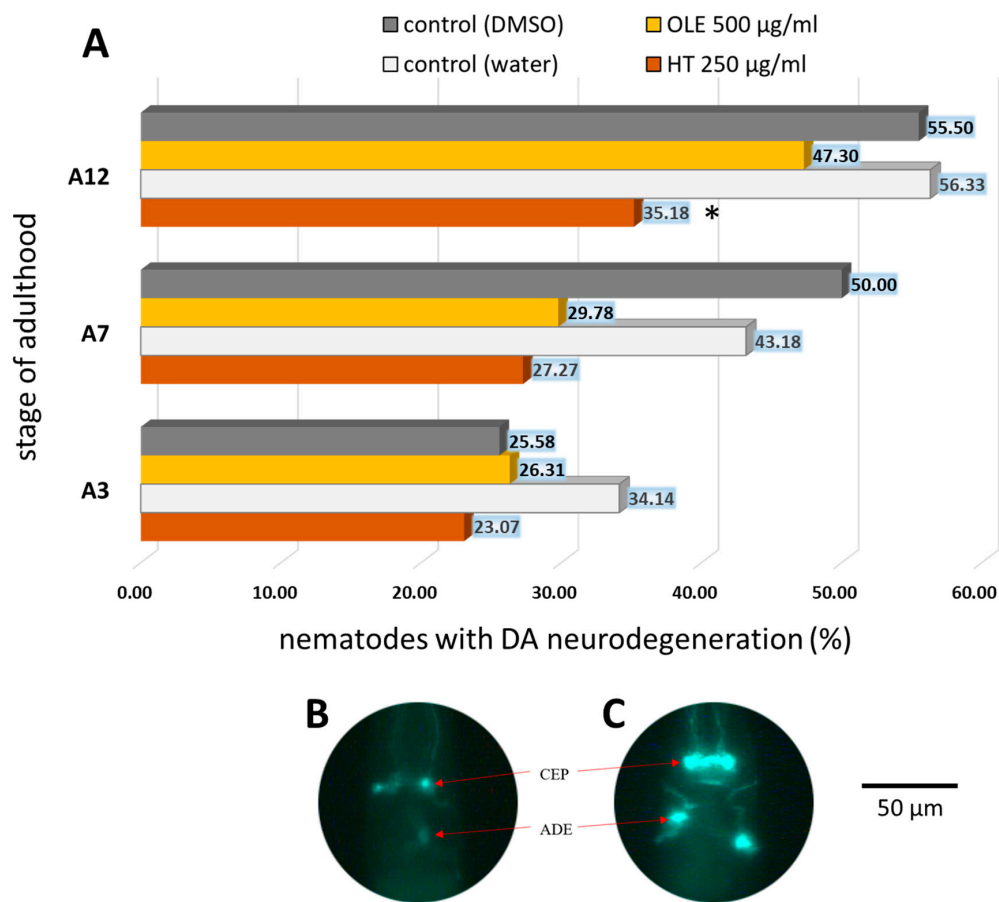 A
control (DMSO)
OLE 500 µg/ml
control (water)
HT 250 µg/ml
stage of adulthood
A12
55.50
47.30
56.33
35.18 *
A7
50.00
29.78
43.18
27.27
A3
25.58
26.31
34.14
23.07
0.00 10.00 20.00 30.00 40.00 50.00 60.00
nematodes with DA neurodegeneration (%)
B
C
CEP
ADE
50 µm